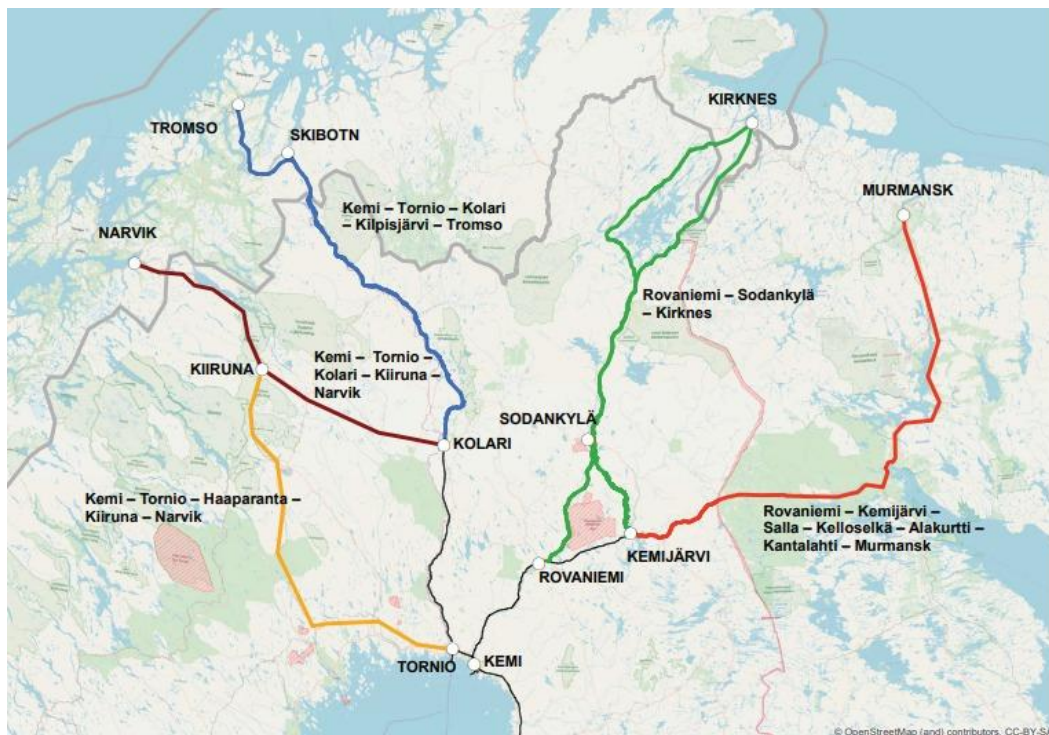 KIRKNES
TROMSO
SKIBOTN
MURMANSK
Kemi – Tornio – Kolari
– Kilpisjärvi – Tromso
NARVIK
Rovaniemi – Sodankylä
– Kirknes
Kemi – Tornio –
Kolari – Kiiruna –
Narvik
KIIRUNA
SODANKYLÄ
KOLARI
Kemi – Tornio – Haaparanta –
Kiiruna – Narvik
Rovaniemi – Kemijärvi –
Salla – Kelloselkä – Alakurtti –
Kantalahti – Murmansk
KEMIJÄRVI
ROVANIEMI
TORNIO
KEMI
© OpenStreetMap (and) contributors, CC-BY-SA